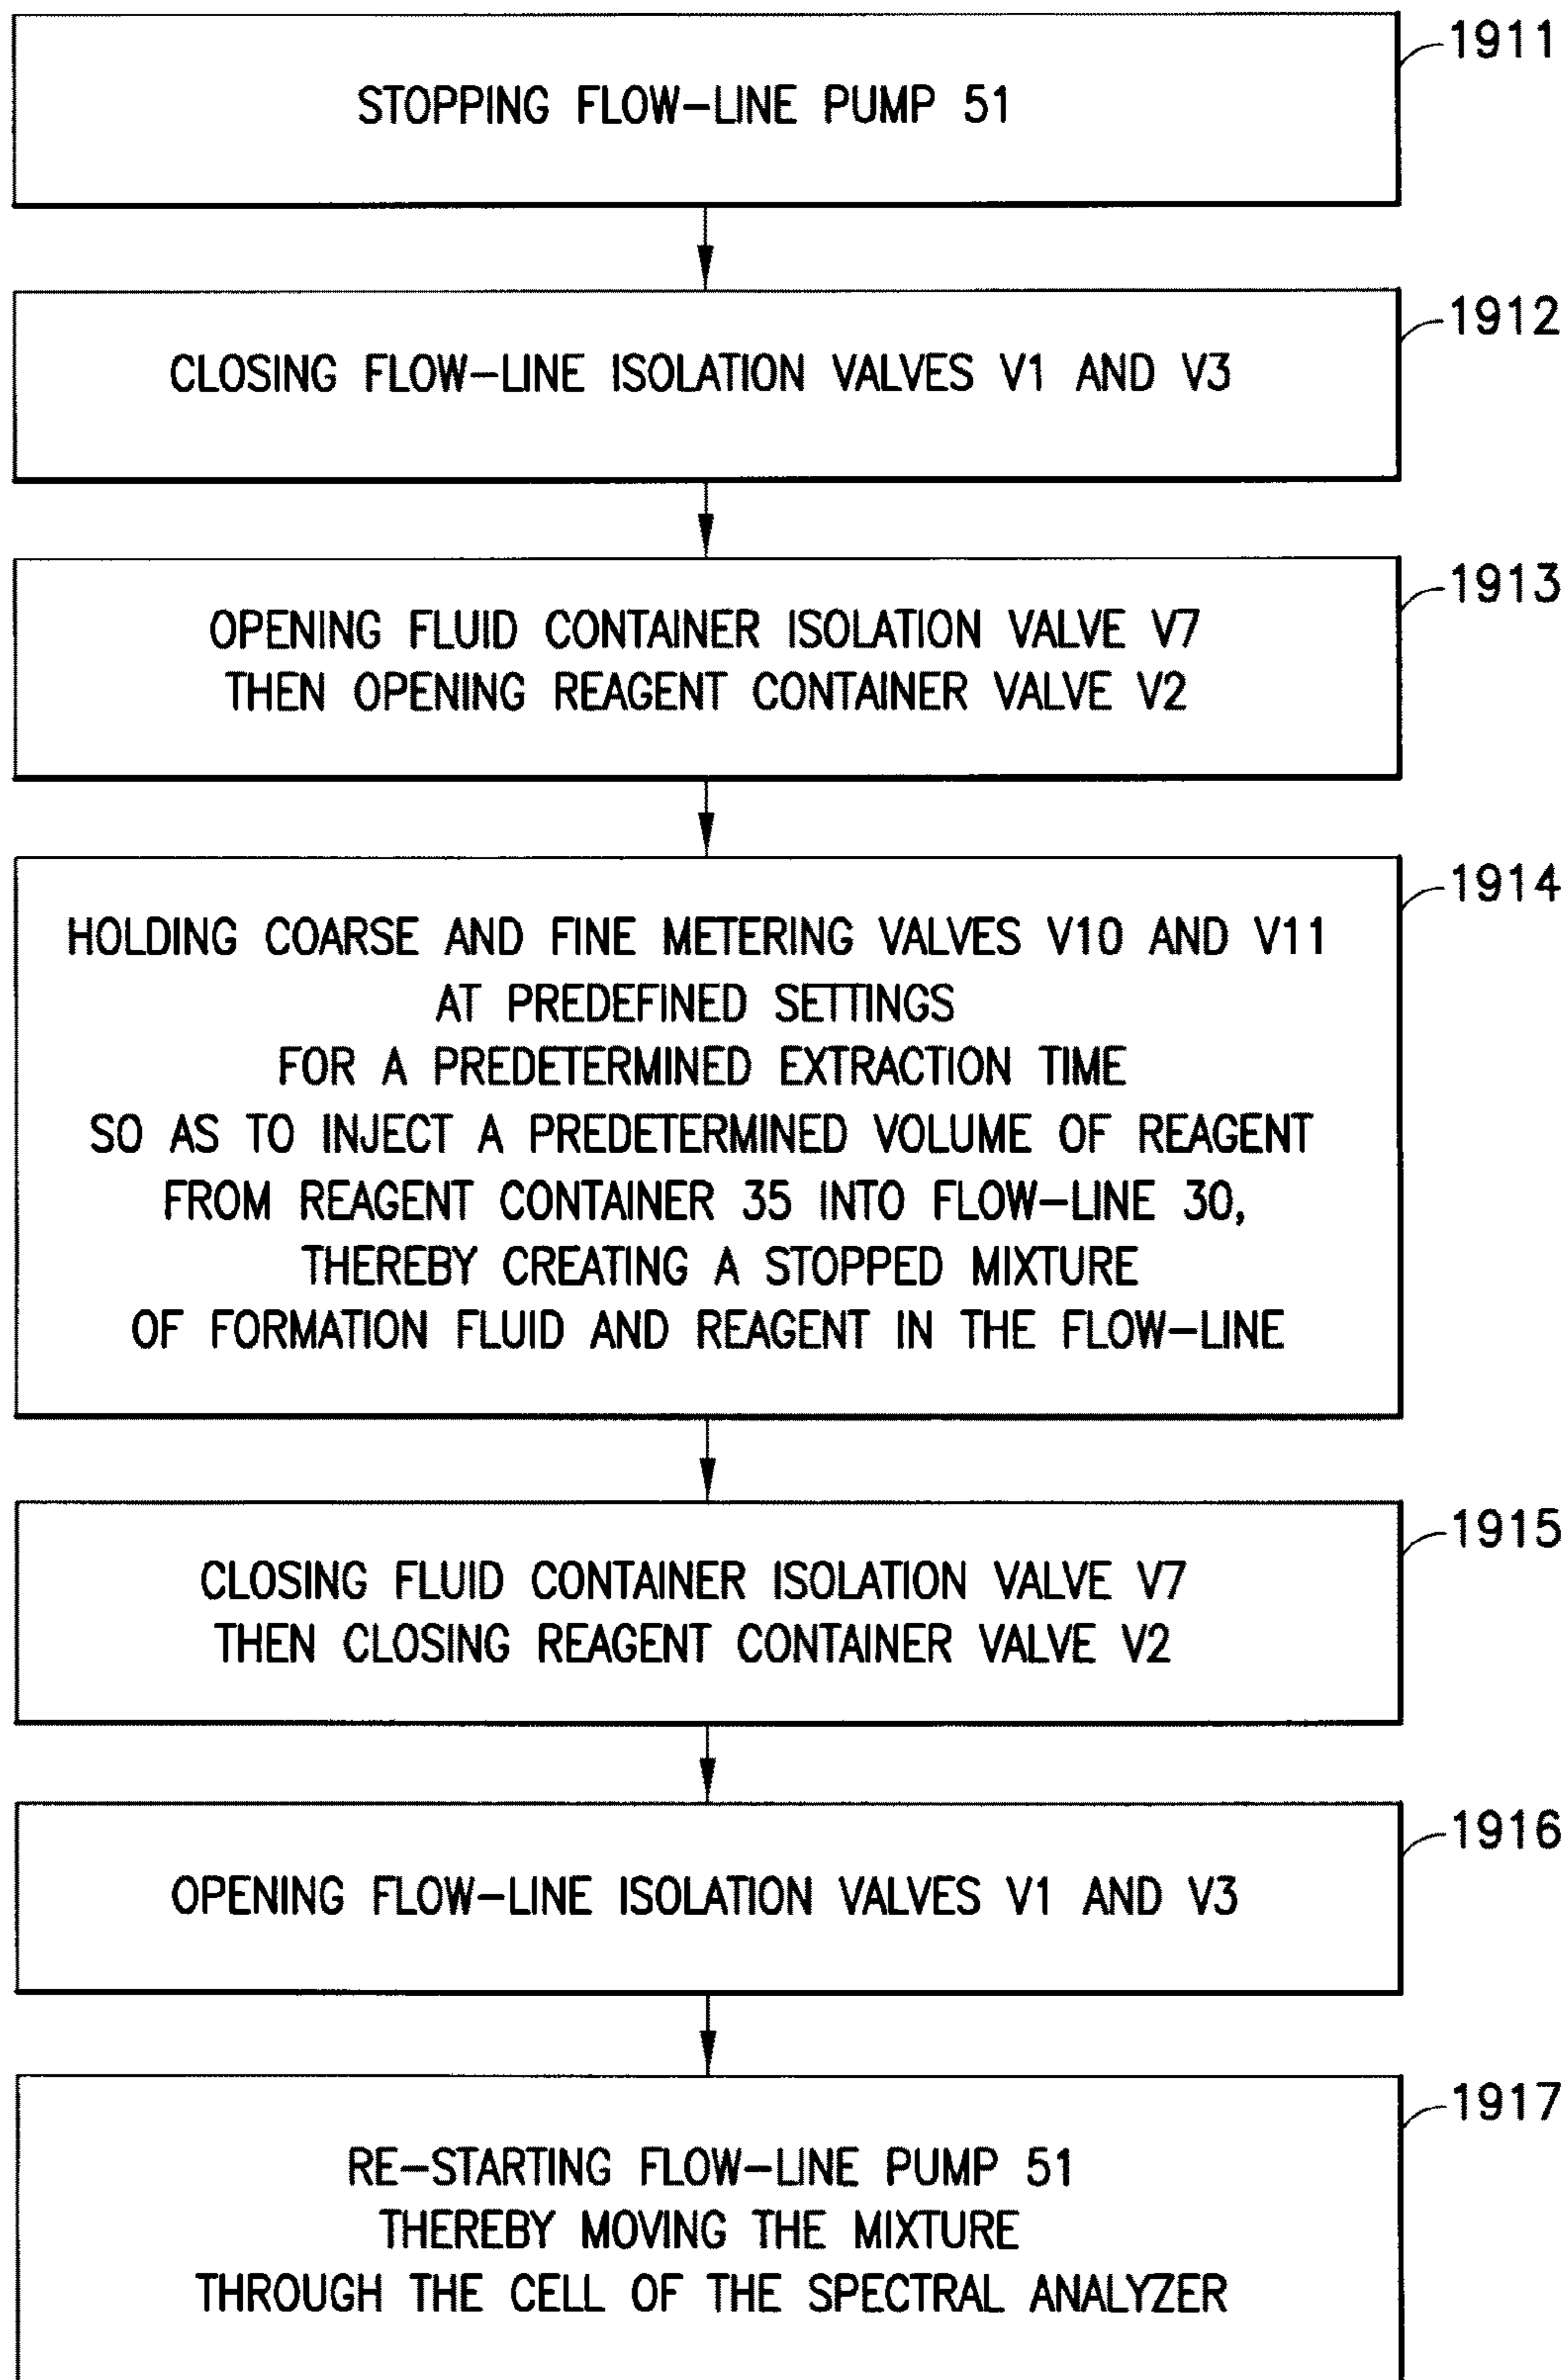 1911
STOPPING FLOW-LINE PUMP 51
1912
CLOSING FLOW-LINE ISOLATION VALVES V1 AND V3
1913
OPENING FLUID CONTAINER ISOLATION VALVE V7
THEN OPENING REAGENT CONTAINER VALVE V2
1914
HOLDING COARSE AND FINE METERING VALVES V10 AND V11
AT PREDEFINED SETTINGS
FOR A PREDETERMINED EXTRACTION TIME
SO AS TO INJECT A PREDETERMINED VOLUME OF REAGENT
FROM REAGENT CONTAINER 35 INTO FLOW-LINE 30,
THEREBY CREATING A STOPPED MIXTURE
OF FORMATION FLUID AND REAGENT IN THE FLOW-LINE
1915
CLOSING FLUID CONTAINER ISOLATION VALVE V7
THEN CLOSING REAGENT CONTAINER VALVE V2
1916
OPENING FLOW-LINE ISOLATION VALVES V1 AND V3
1917
RE-STARTING FLOW-LINE PUMP 51
THEREBY MOVING THE MIXTURE
THROUGH THE CELL OF THE SPECTRAL ANALYZER